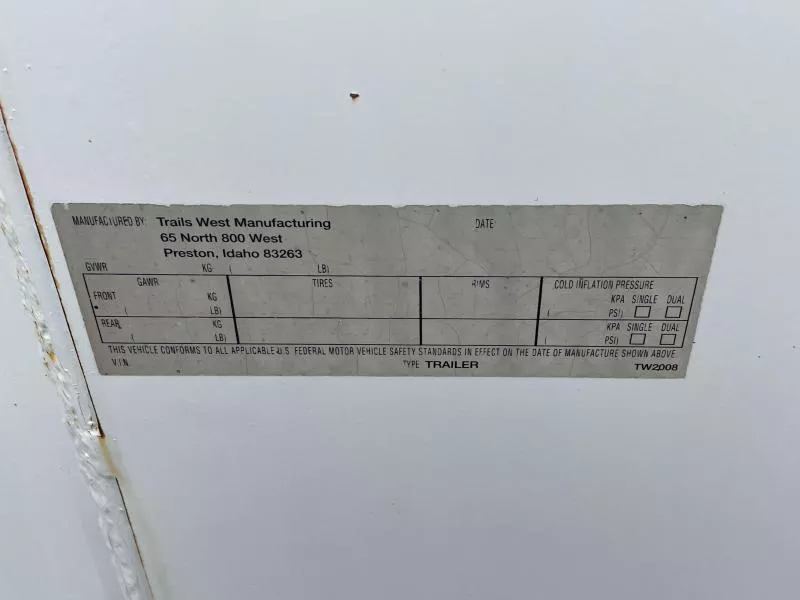 MANUFACTURED BY: Trails West Manufacturing DATE:
65 North 800 West
Preston, Idaho 83263
GVWR KG ( LB)
GAWR TIRES RIMS COLD INFLATION PRESSURE
FRONT KG KPA SINGLE DUAL
( LB) ( PSI)
REAR KG KPA SINGLE DUAL
( LB) ( PSI)
THIS VEHICLE CONFORMS TO ALL APPLICABLE U.S. FEDERAL MOTOR VEHICLE SAFETY STANDARDS IN EFFECT ON THE DATE OF MANUFACTURE SHOWN ABOVE.
V.I.N. TYPE TRAILER TW2008